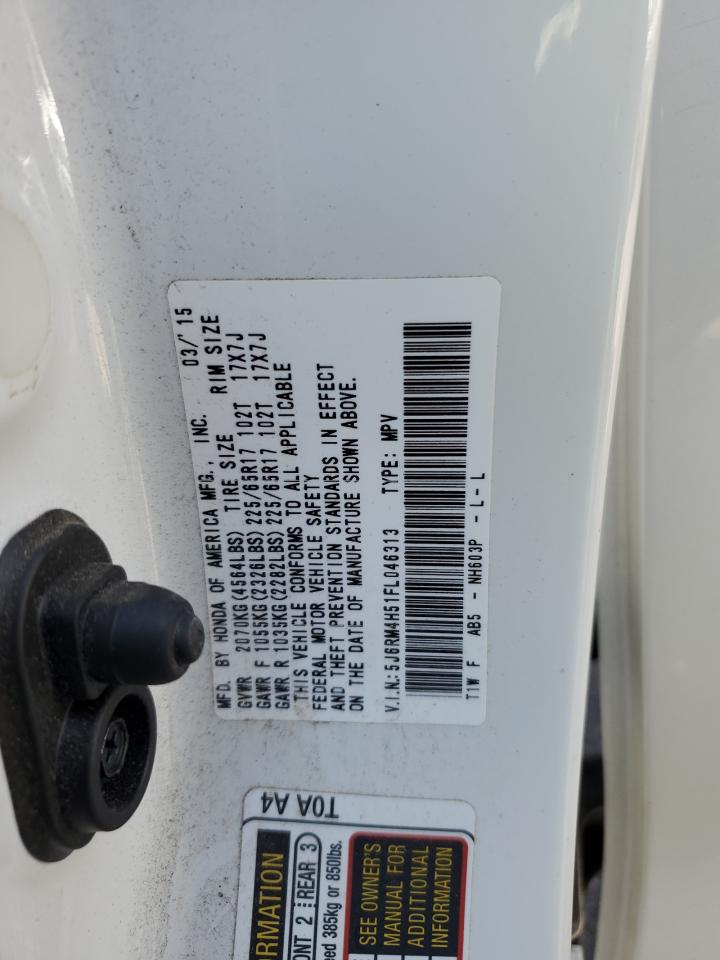 MFD. BY HONDA OF AMERICA MFG., INC. 03/'15
GVWR 2070KG(4564LBS) TIRE SIZE RIM SIZE
GAWR F 1055KG(2326LBS) 225/65R17 102T 17X7J
GAWR R 1035KG(2282LBS) 225/65R17 102T 17X7J
THIS VEHICLE CONFORMS TO ALL APPLICABLE
FEDERAL MOTOR VEHICLE SAFETY
AND THEFT PREVENTION STANDARDS IN EFFECT
ON THE DATE OF MANUFACTURE SHOWN ABOVE.
V.I.N.: 5J6RM4H51FL046313 TYPE: MPV
T1W F AB5 - NH603P - L - L
TOA A4
ONT 2 REAR 3
385kg or 850lbs.
SEE OWNER'S
MANUAL FOR
ADDITIONAL
INFORMATION